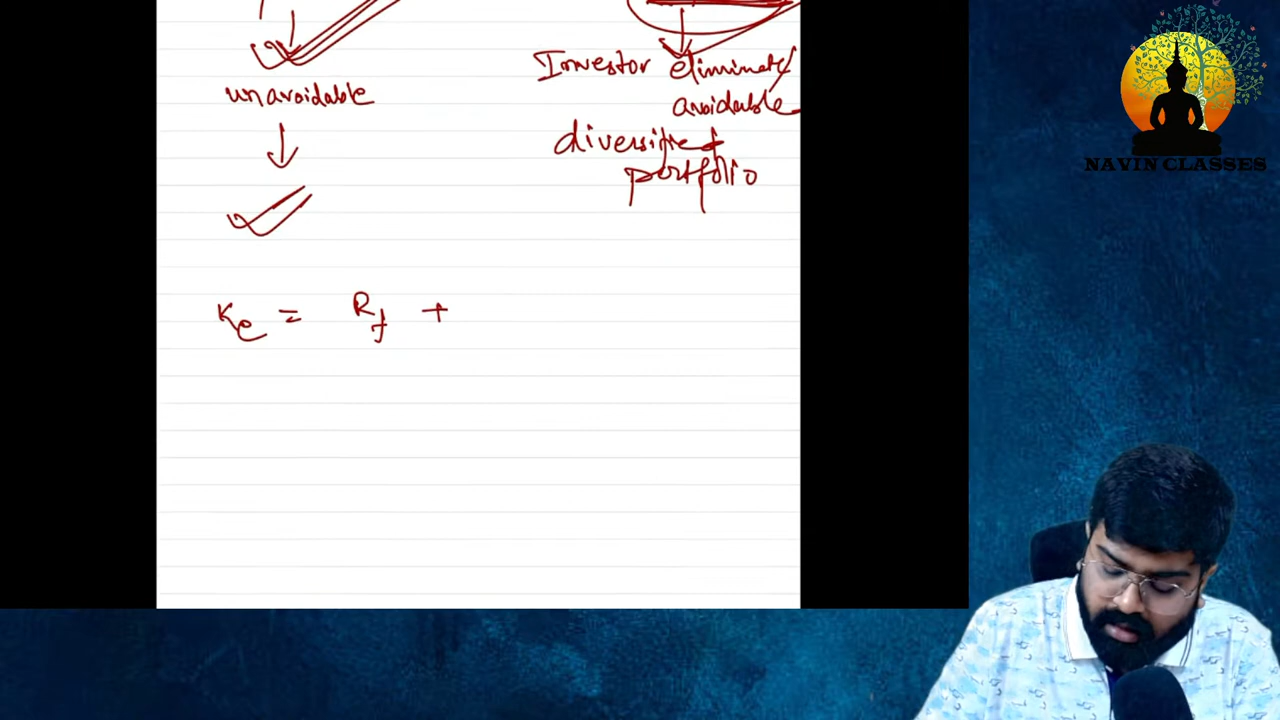 unavoidable
Investor eliminate/
avoidable
diversified
portfolio
Ke = Rf +
NAVIN CLASSES